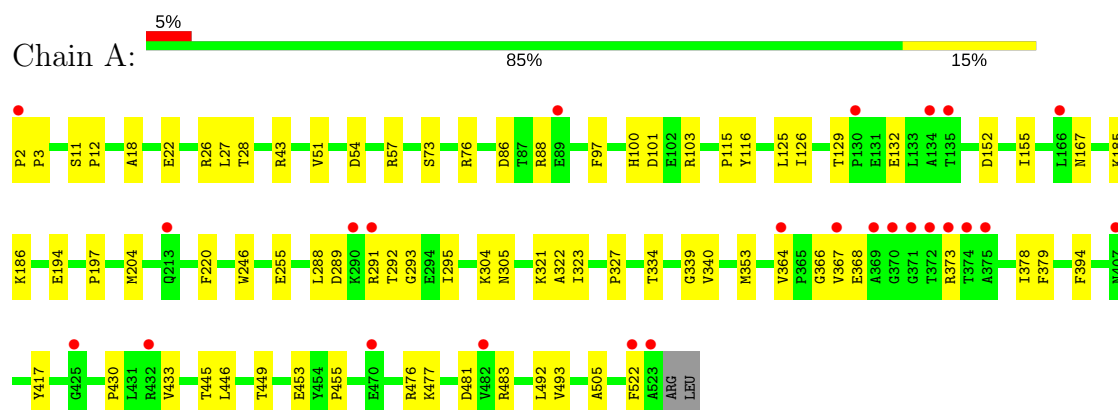 5%
Chain A:
85% 15%
P2 P3 S11 P12 A18 E22 R26 L27 T28 R43 V51 D54 R57 S73 R76 D86 T87 R88 E89 F97 H100 D101 E102 R103 P115 Y116 L125 I126 T129 P130 E131 E132 L133 A134 T135 D152 I155 L166 N167 K185
K186 E194 P197 M204 Q213 F220 W246 E255 L288 D289 K290 R291 T292 G293 E294 I295 K304 N305 K321 A322 I323 P327 T334 G339 V340 M353 V364 P365 G366 V367 E368 A369 G370 G371 T372 R373 T374 A375 I378 F379 F394 N407
Y417 G425 P430 L431 R432 V433 T445 L446 T449 E453 Y454 P455 E470 R476 K477 D481 V482 R483 L492 V493 A505 F522 A523 ARG LEU